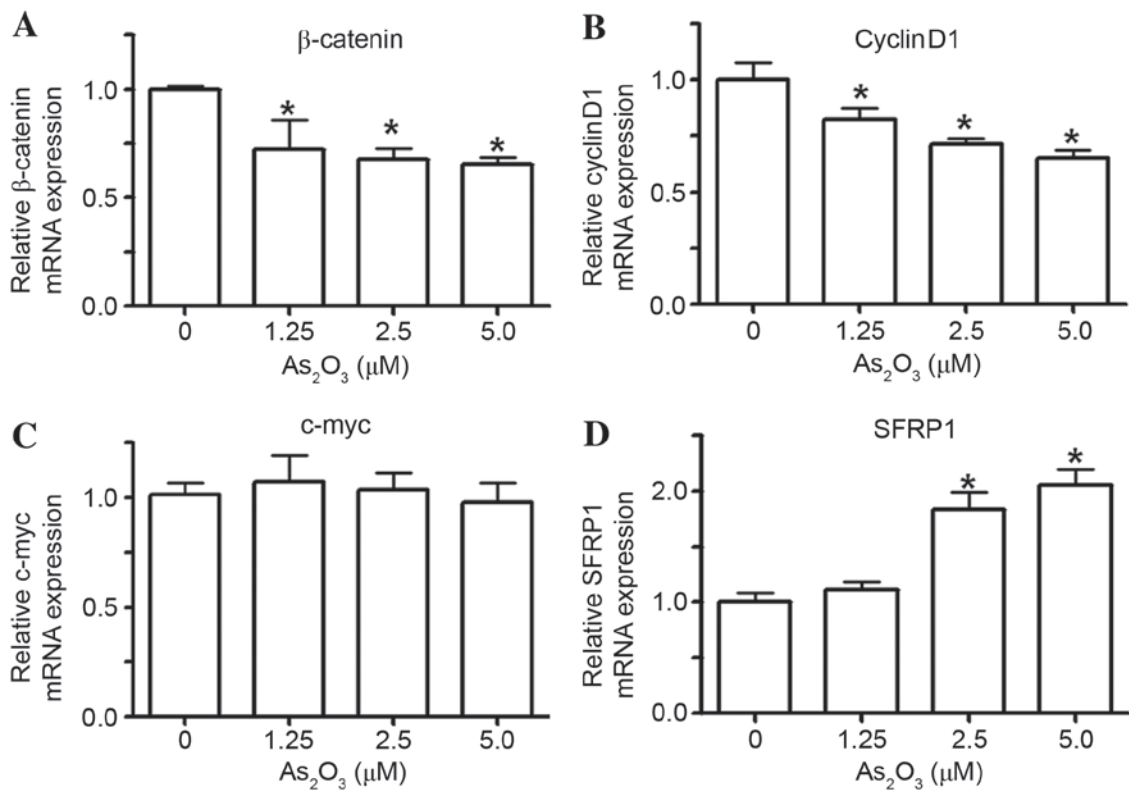 A
β-catenin
Relative β-catenin
mRNA expression
1.0
0.5
0.0
*
*
*
0
1.25
2.5
5.0
As₂O₃ (μM)
B
CyclinD1
Relative cyclinD1
mRNA expression
1.0
0.5
0.0
*
*
*
0
1.25
2.5
5.0
As₂O₃ (μM)
C
c-myc
Relative c-myc
mRNA expression
1.0
0.5
0.0
0
1.25
2.5
5.0
As₂O₃ (μM)
D
SFRP1
Relative SFRP1
mRNA expression
2.0
1.0
0.0
*
*
0
1.25
2.5
5.0
As₂O₃ (μM)